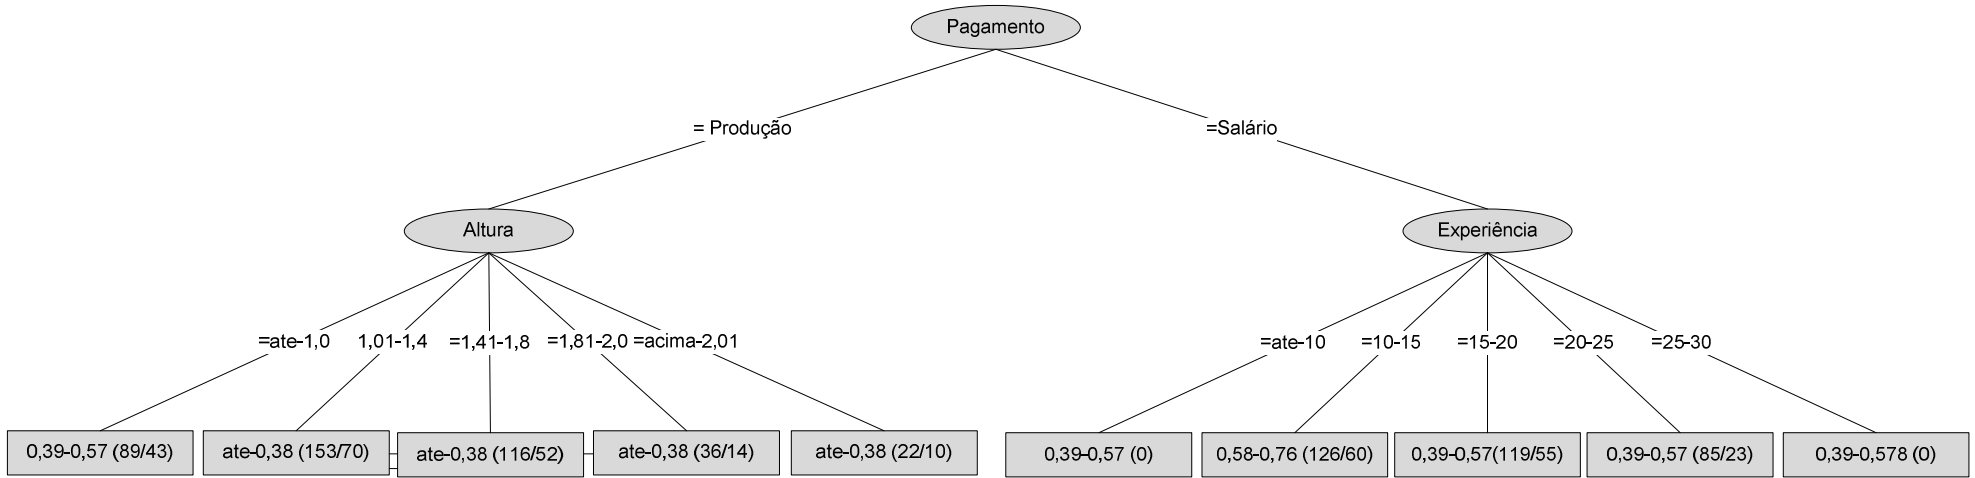 Pagamento
= Produção
=Salário
Altura
Experiência
=ate-1,0
1,01-1,4
=1,41-1,8
=1,81-2,0
=acima-2,01
=ate-10
=10-15
=15-20
=20-25
=25-30
0,39-0,57 (89/43)
ate-0,38 (153/70)
ate-0,38 (116/52)
ate-0,38 (36/14)
ate-0,38 (22/10)
0,39-0,57 (0)
0,58-0,76 (126/60)
0,39-0,57(119/55)
0,39-0,57 (85/23)
0,39-0,578 (0)